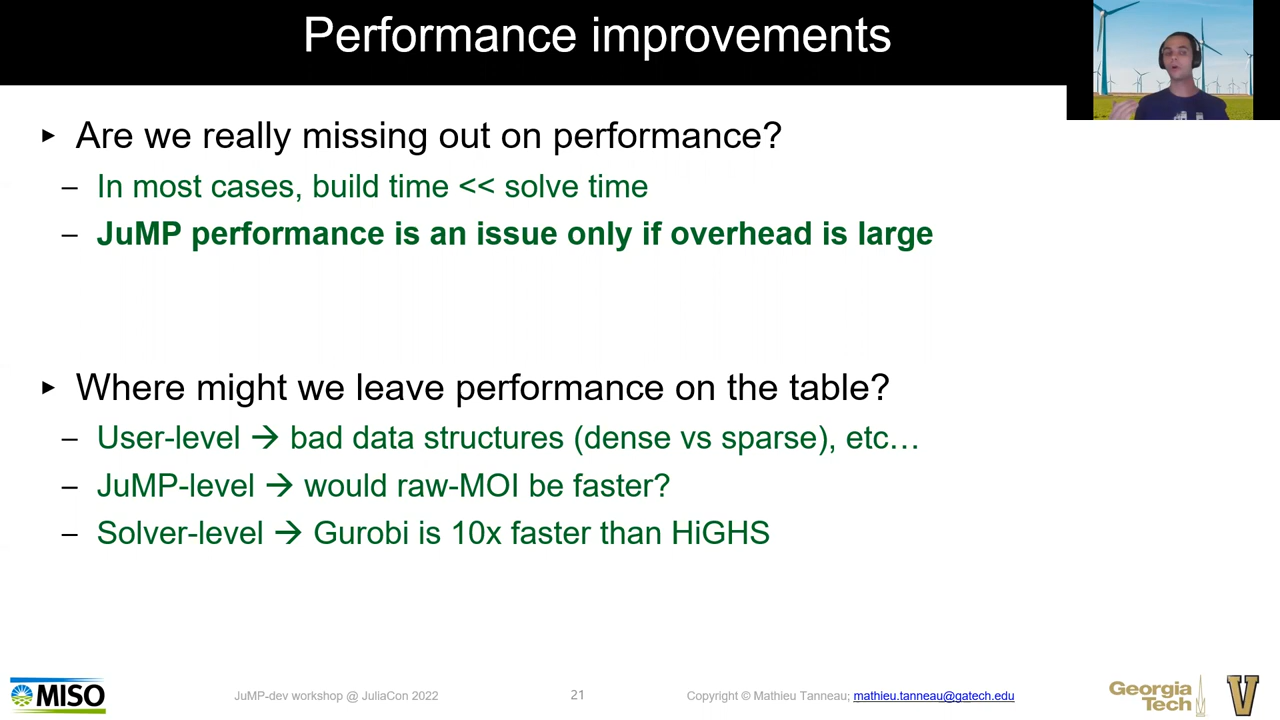 Performance improvements
► Are we really missing out on performance?
– In most cases, build time << solve time
– JuMP performance is an issue only if overhead is large
► Where might we leave performance on the table?
– User-level → bad data structures (dense vs sparse), etc…
– JuMP-level → would raw-MOI be faster?
– Solver-level → Gurobi is 10x faster than HiGHS
MISO
JuMP-dev workshop @ JuliaCon 2022
21
Copyright © Mathieu Tanneau; mathieu.tanneau@gatech.edu
Georgia
Tech
V